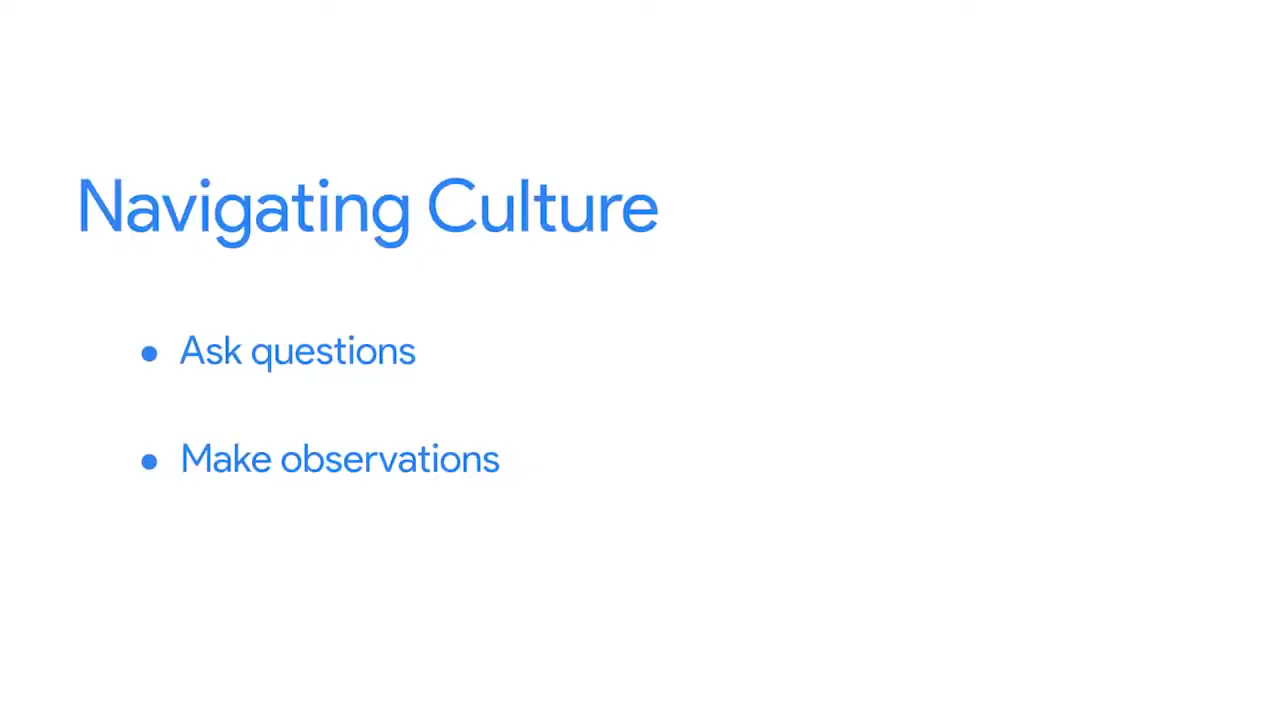 Navigating Culture
● Ask questions
● Make observations